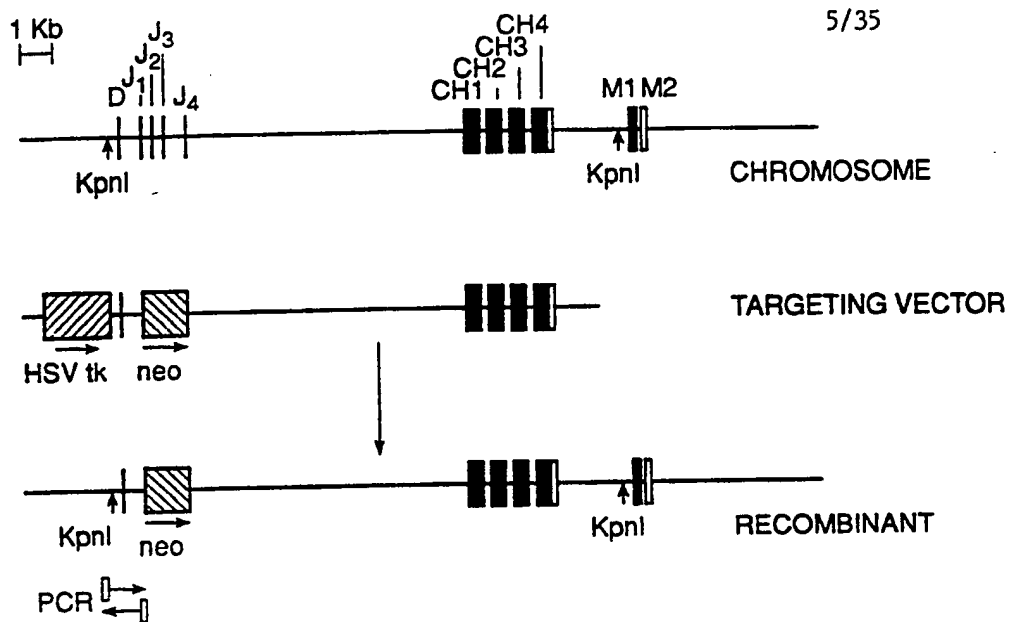 5/35
1 Kb
D
J1
J2
J3
J4
CH1
CH2
CH3
CH4
M1 M2
KpnI
KpnI
CHROMOSOME
HSV tk
neo
TARGETING VECTOR
KpnI
neo
KpnI
RECOMBINANT
PCR